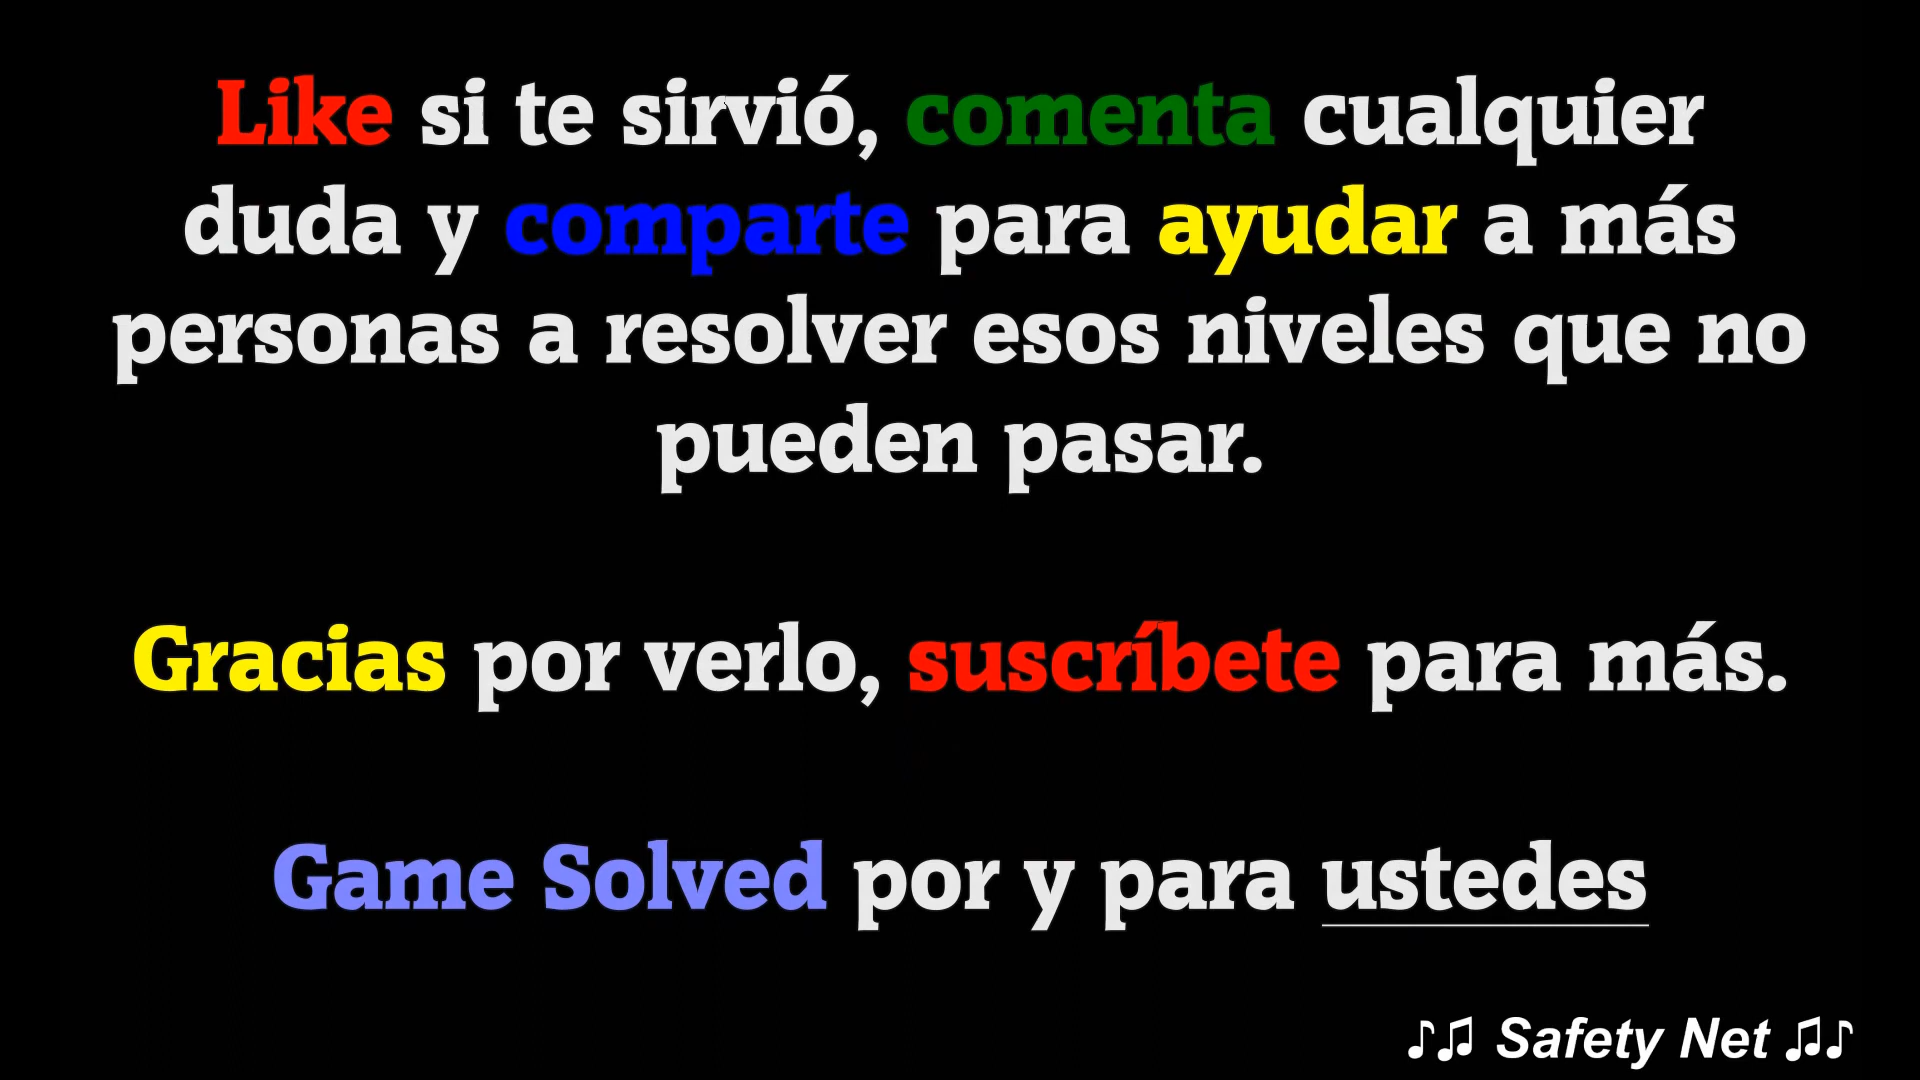 Like si te sirvió, comenta cualquier
duda y comparte para ayudar a más
personas a resolver esos niveles que no
pueden pasar.
Gracias por verlo, suscríbete para más.
Game Solved por y para ustedes
♪♫ Safety Net ♫♪